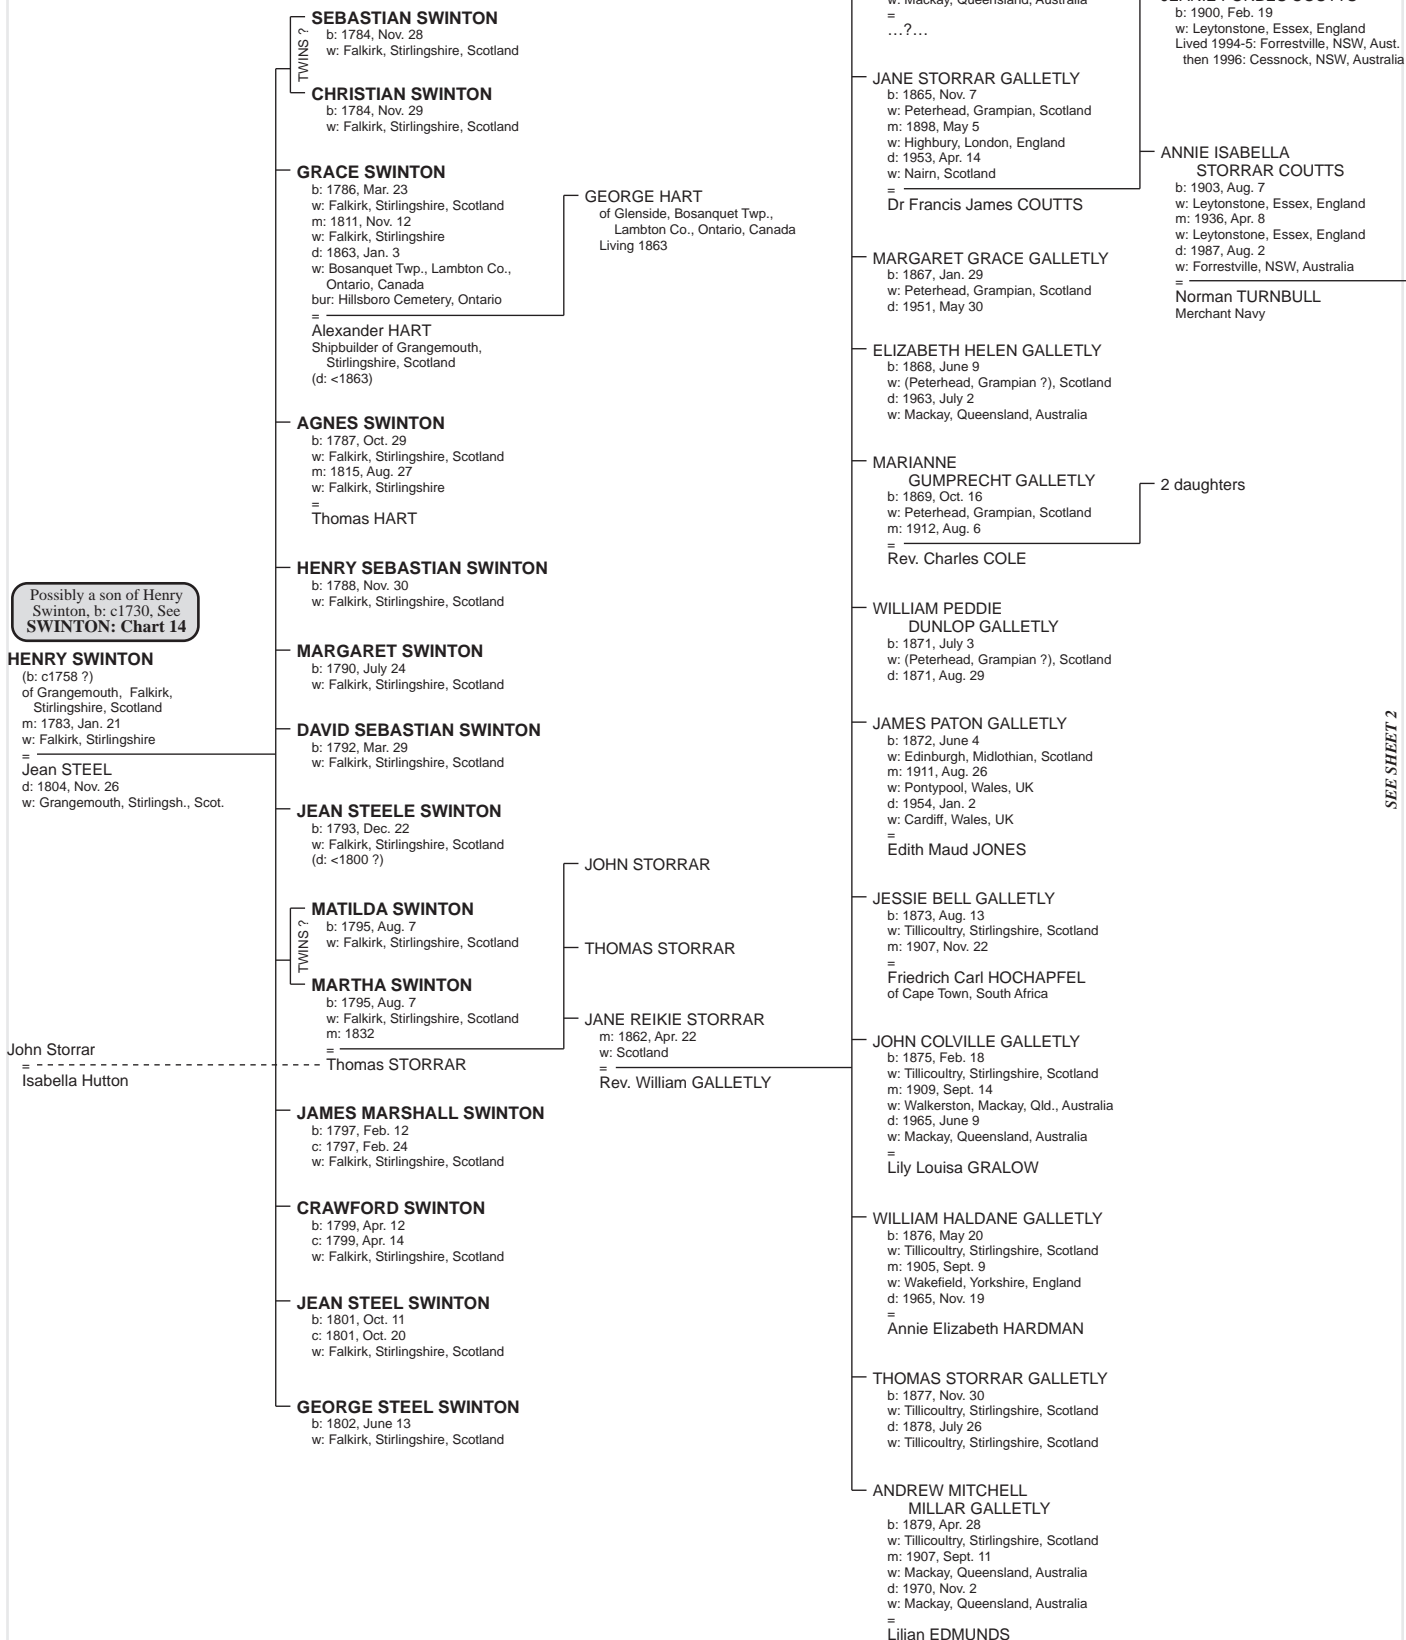 SEBASTIAN SWINTON
b: 1784, Nov. 28
w: Falkirk, Stirlingshire, Scotland
TWINS ?
CHRISTIAN SWINTON
b: 1784, Nov. 29
w: Falkirk, Stirlingshire, Scotland
GRACE SWINTON
b: 1786, Mar. 23
w: Falkirk, Stirlingshire, Scotland
m: 1811, Nov. 12
w: Falkirk, Stirlingshire
d: 1863, Jan. 3
w: Bosanquet Twp., Lambton Co.,
Ontario, Canada
bur: Hillsboro Cemetery, Ontario
=
Alexander HART
Shipbuilder of Grangemouth,
Stirlingshire, Scotland
(d: <1863)
AGNES SWINTON
b: 1787, Oct. 29
w: Falkirk, Stirlingshire, Scotland
m: 1815, Aug. 27
w: Falkirk, Stirlingshire
=
Thomas HART
HENRY SEBASTIAN SWINTON
b: 1788, Nov. 30
w: Falkirk, Stirlingshire, Scotland
Possibly a son of Henry
Swinton, b: c1730, See
SWINTON: Chart 14
HENRY SWINTON
(b: c1758 ?)
of Grangemouth, Falkirk,
Stirlingshire, Scotland
m: 1783, Jan. 21
w: Falkirk, Stirlingshire
=
Jean STEEL
d: 1804, Nov. 26
w: Grangemouth, Stirlingsh., Scot.
MARGARET SWINTON
b: 1790, July 24
w: Falkirk, Stirlingshire, Scotland
DAVID SEBASTIAN SWINTON
b: 1792, Mar. 29
w: Falkirk, Stirlingshire, Scotland
JEAN STEELE SWINTON
b: 1793, Dec. 22
w: Falkirk, Stirlingshire, Scotland
(d: <1800 ?)
MATILDA SWINTON
b: 1795, Aug. 7
w: Falkirk, Stirlingshire, Scotland
TWINS ?
MARTHA SWINTON
b: 1795, Aug. 7
w: Falkirk, Stirlingshire, Scotland
m: 1832
=
Thomas STORRAR
John Storrar
=
Isabella Hutton
JAMES MARSHALL SWINTON
b: 1797, Feb. 12
c: 1797, Feb. 24
w: Falkirk, Stirlingshire, Scotland
CRAWFORD SWINTON
b: 1799, Apr. 12
c: 1799, Apr. 14
w: Falkirk, Stirlingshire, Scotland
JEAN STEEL SWINTON
b: 1801, Oct. 11
c: 1801, Oct. 20
w: Falkirk, Stirlingshire, Scotland
GEORGE STEEL SWINTON
b: 1802, June 13
w: Falkirk, Stirlingshire, Scotland
GEORGE HART
of Glenside, Bosanquet Twp.,
Lambton Co., Ontario, Canada
Living 1863
JOHN STORRAR
THOMAS STORRAR
JANE REIKIE STORRAR
m: 1862, Apr. 22
w: Scotland
=
Rev. William GALLETLY
w: Mackay, Queensland, Australia
=
…?…
JANE STORRAR GALLETLY
b: 1865, Nov. 7
w: Peterhead, Grampian, Scotland
m: 1898, May 5
w: Highbury, London, England
d: 1953, Apr. 14
w: Nairn, Scotland
=
Dr Francis James COUTTS
MARGARET GRACE GALLETLY
b: 1867, Jan. 29
w: Peterhead, Grampian, Scotland
d: 1951, May 30
ELIZABETH HELEN GALLETLY
b: 1868, June 9
w: (Peterhead, Grampian ?), Scotland
d: 1963, July 2
w: Mackay, Queensland, Australia
MARIANNE
GUMPRECHT GALLETLY
b: 1869, Oct. 16
w: Peterhead, Grampian, Scotland
m: 1912, Aug. 6
=
Rev. Charles COLE
WILLIAM PEDDIE
DUNLOP GALLETLY
b: 1871, July 3
w: (Peterhead, Grampian ?), Scotland
d: 1871, Aug. 29
JAMES PATON GALLETLY
b: 1872, June 4
w: Edinburgh, Midlothian, Scotland
m: 1911, Aug. 26
w: Pontypool, Wales, UK
d: 1954, Jan. 2
w: Cardiff, Wales, UK
=
Edith Maud JONES
JESSIE BELL GALLETLY
b: 1873, Aug. 13
w: Tillicoultry, Stirlingshire, Scotland
m: 1907, Nov. 22
=
Friedrich Carl HOCHAPFEL
of Cape Town, South Africa
JOHN COLVILLE GALLETLY
b: 1875, Feb. 18
w: Tillicoultry, Stirlingshire, Scotland
m: 1909, Sept. 14
w: Walkerston, Mackay, Qld., Australia
d: 1965, June 9
w: Mackay, Queensland, Australia
=
Lily Louisa GRALOW
WILLIAM HALDANE GALLETLY
b: 1876, May 20
w: Tillicoultry, Stirlingshire, Scotland
m: 1905, Sept. 9
w: Wakefield, Yorkshire, England
d: 1965, Nov. 19
=
Annie Elizabeth HARDMAN
THOMAS STORRAR GALLETLY
b: 1877, Nov. 30
w: Tillicoultry, Stirlingshire, Scotland
d: 1878, July 26
w: Tillicoultry, Stirlingshire, Scotland
ANDREW MITCHELL
MILLAR GALLETLY
b: 1879, Apr. 28
w: Tillicoultry, Stirlingshire, Scotland
m: 1907, Sept. 11
w: Mackay, Queensland, Australia
d: 1970, Nov. 2
w: Mackay, Queensland, Australia
=
Lilian EDMUNDS
b: 1900, Feb. 19
w: Leytonstone, Essex, England
Lived 1994-5: Forrestville, NSW, Aust.
then 1996: Cessnock, NSW, Australia
ANNIE ISABELLA
STORRAR COUTTS
b: 1903, Aug. 7
w: Leytonstone, Essex, England
m: 1936, Apr. 8
w: Leytonstone, Essex, England
d: 1987, Aug. 2
w: Forrestville, NSW, Australia
=
Norman TURNBULL
Merchant Navy
2 daughters
SEE SHEET 2